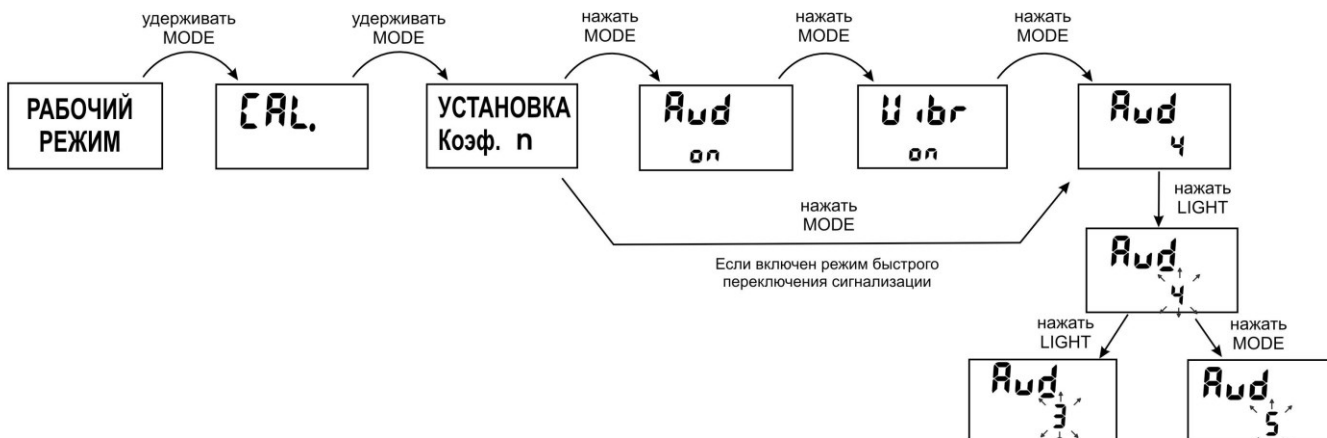 удерживать
MODE
удерживать
MODE
нажать
MODE
нажать
MODE
нажать
MODE
РАБОЧИЙ
РЕЖИМ
CAL.
УСТАНОВКА
Коэф. n
Aud
on
Vibr
on
Aud
4
нажать
MODE
Если включен режим быстрого
переключения сигнализации
нажать
LIGHT
Aud
4
нажать
LIGHT
нажать
MODE
Aud
3
Aud
5